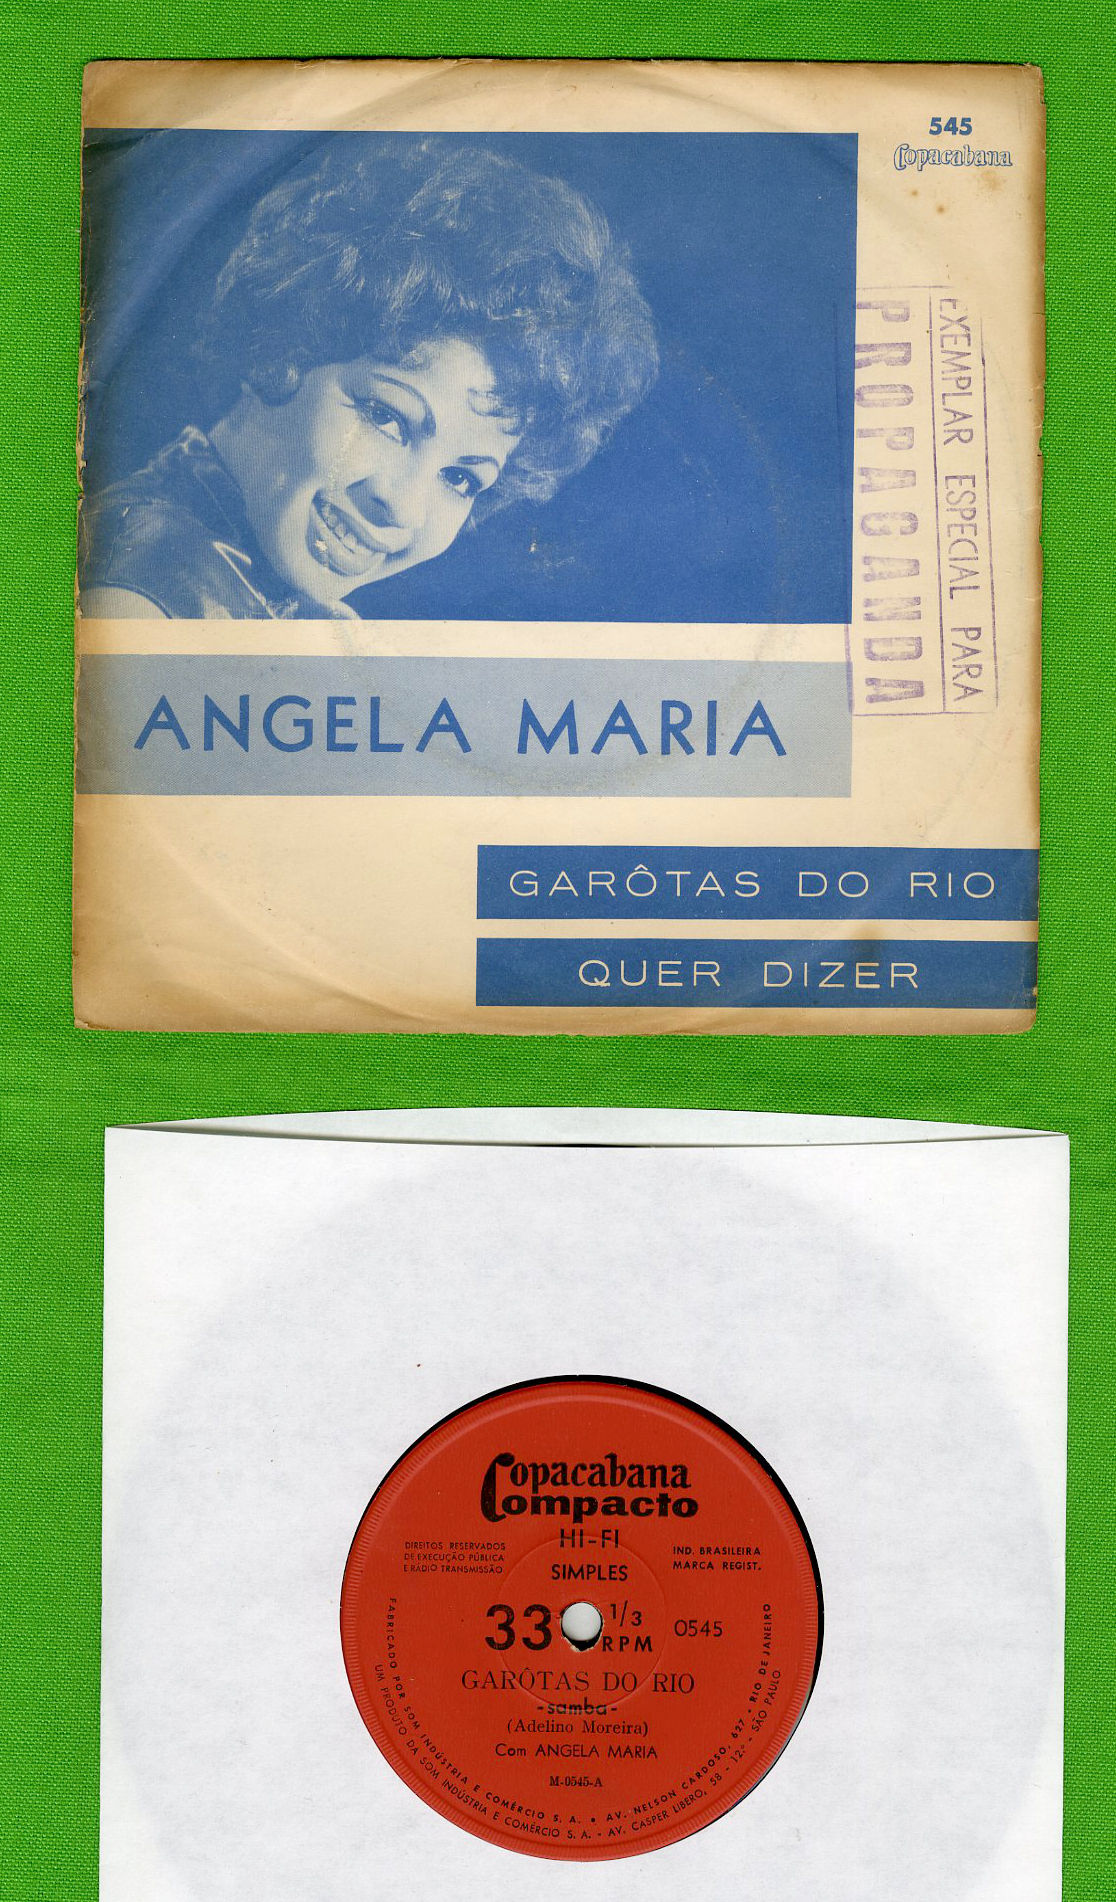 545
Copacabana
EXEMPLAR ESPECIAL PARA
PROPAGANDA
ANGELA MARIA
GARÔTAS DO RIO
QUER DIZER
Copacabana
Compacto
HI-FI
SIMPLES
DIREITOS RESERVADOS
DE EXECUÇÃO PÚBLICA
E RÁDIO TRANSMISSÃO
IND. BRASILEIRA
MARCA REGIST.
33 1/3
RPM
0545
GARÔTAS DO RIO
-samba-
(Adelino Moreira)
Com ANGELA MARIA
M-0545-A
FABRICADO POR SOM INDÚSTRIA E COMÉRCIO S. A. • AV. NELSON CARDOSO, 627 • RIO DE JANEIRO
UM PRODUTO DA SOM INDÚSTRIA E COMÉRCIO S. A. - AV. CASPER LIBERO, 58 - 12.º - SÃO PAULO